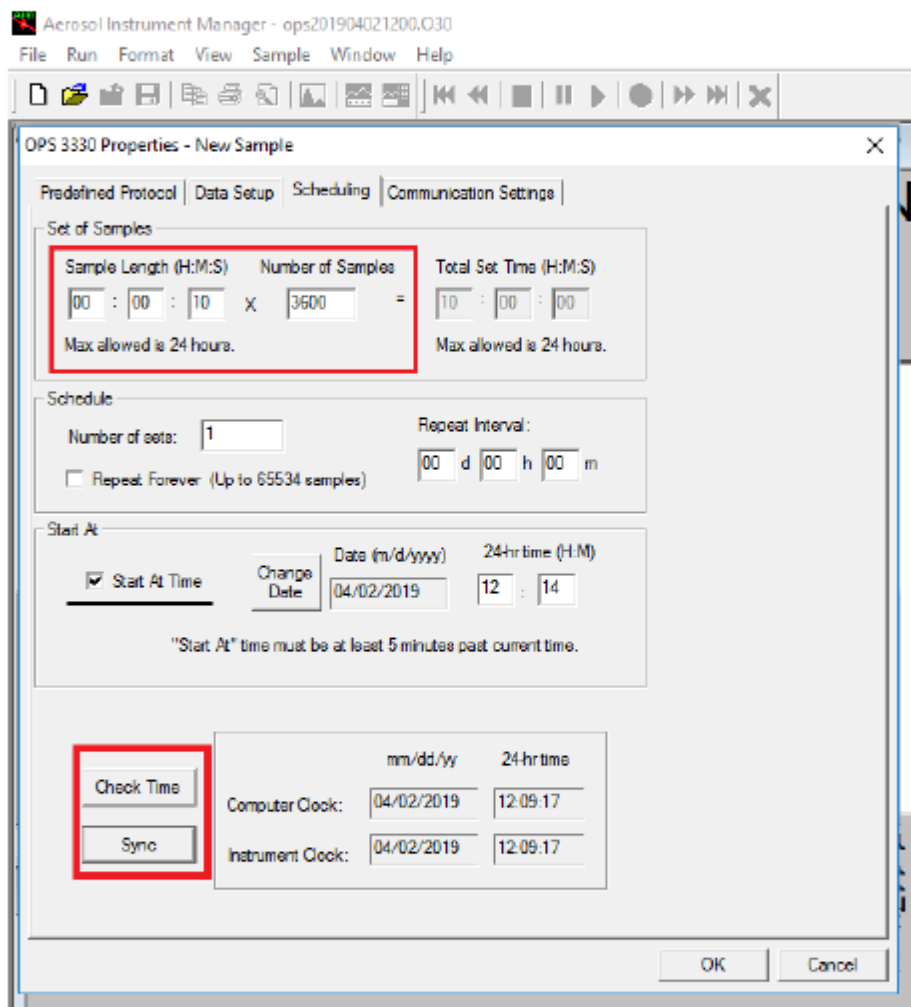 Aerosol Instrument Manager - ops201904021200.O30
File Run Format View Sample Window Help
OPS 3330 Properties - New Sample
Predefined Protocol Data Setup Scheduling Communication Settings
Set of Samples
Sample Length (H:M:S) Number of Samples Total Set Time (H:M:S)
00 : 00 : 10 X 3600 = 10 : 00 : 00
Max allowed is 24 hours. Max allowed is 24 hours.
Schedule
Number of sets: 1 Repeat Interval:
00 d 00 h 00 m
Repeat Forever (Up to 65534 samples)
Start At
Start At Time Change Date Date (m/d/yyyy) 24-hr time (H:M)
04/02/2019 12 : 14
"Start At" time must be at least 5 minutes past current time.
mm/dd/yy 24-hr time
Check Time
Computer Clock: 04/02/2019 12:09:17
Sync
Instrument Clock: 04/02/2019 12:09:17
OK Cancel